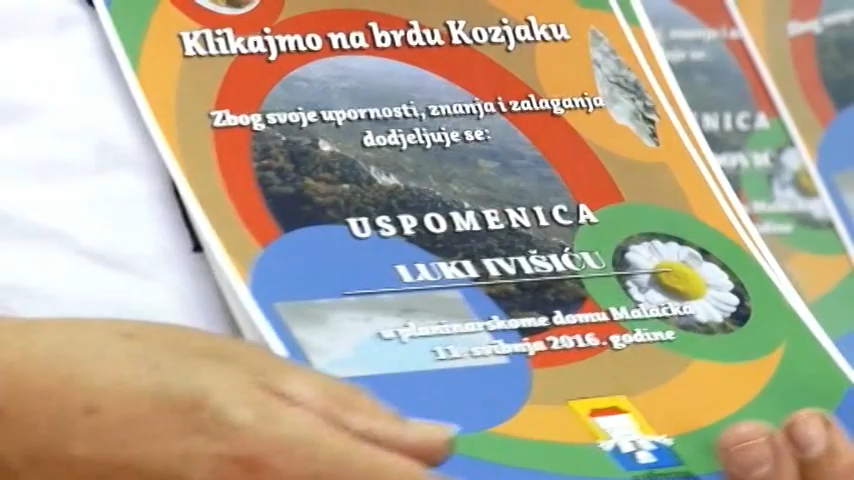 Klikajmo na brdu Kozjaku
Zbog svoje upornosti, znanja i zalaganja
dodjeljuje se:
USPOMENICA
LUKI IVIŠIĆU
u planinarskome domu Malačka
11. svibnja 2016. godine